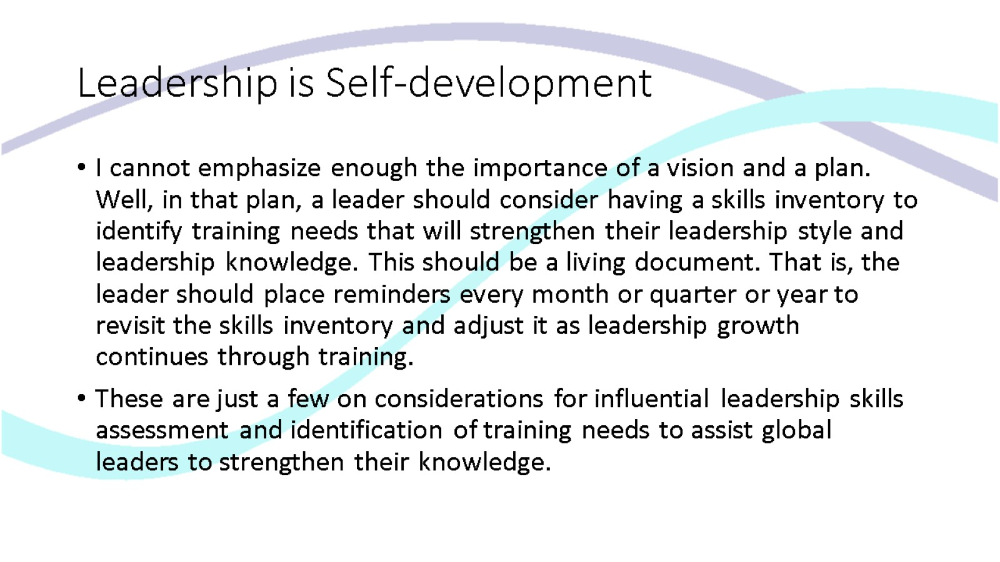 Leadership is Self-development
• I cannot emphasize enough the importance of a vision and a plan.
Well, in that plan, a leader should consider having a skills inventory to
identify training needs that will strengthen their leadership style and
leadership knowledge. This should be a living document. That is, the
leader should place reminders every month or quarter or year to
revisit the skills inventory and adjust it as leadership growth
continues through training.
• These are just a few on considerations for influential leadership skills
assessment and identification of training needs to assist global
leaders to strengthen their knowledge.